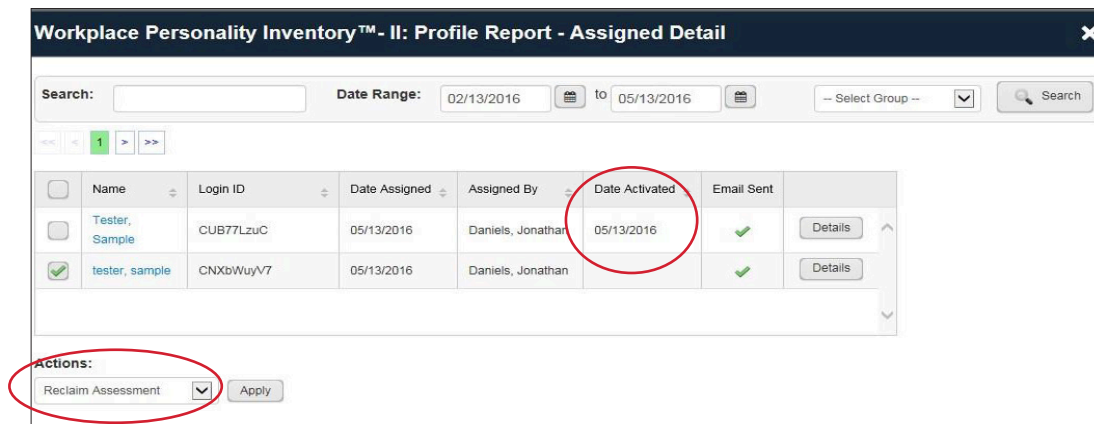 Workplace Personality Inventory™- II: Profile Report - Assigned Detail
Search: Date Range: 02/13/2016 to 05/13/2016 -- Select Group -- Search
<< < 1 > >>
Name Login ID Date Assigned Assigned By Date Activated Email Sent
Tester,
Sample CUB77LzuC 05/13/2016 Daniels, Jonathan 05/13/2016 Details
tester, sample CNXbWuyV7 05/13/2016 Daniels, Jonathan Details
Actions:
Reclaim Assessment Apply